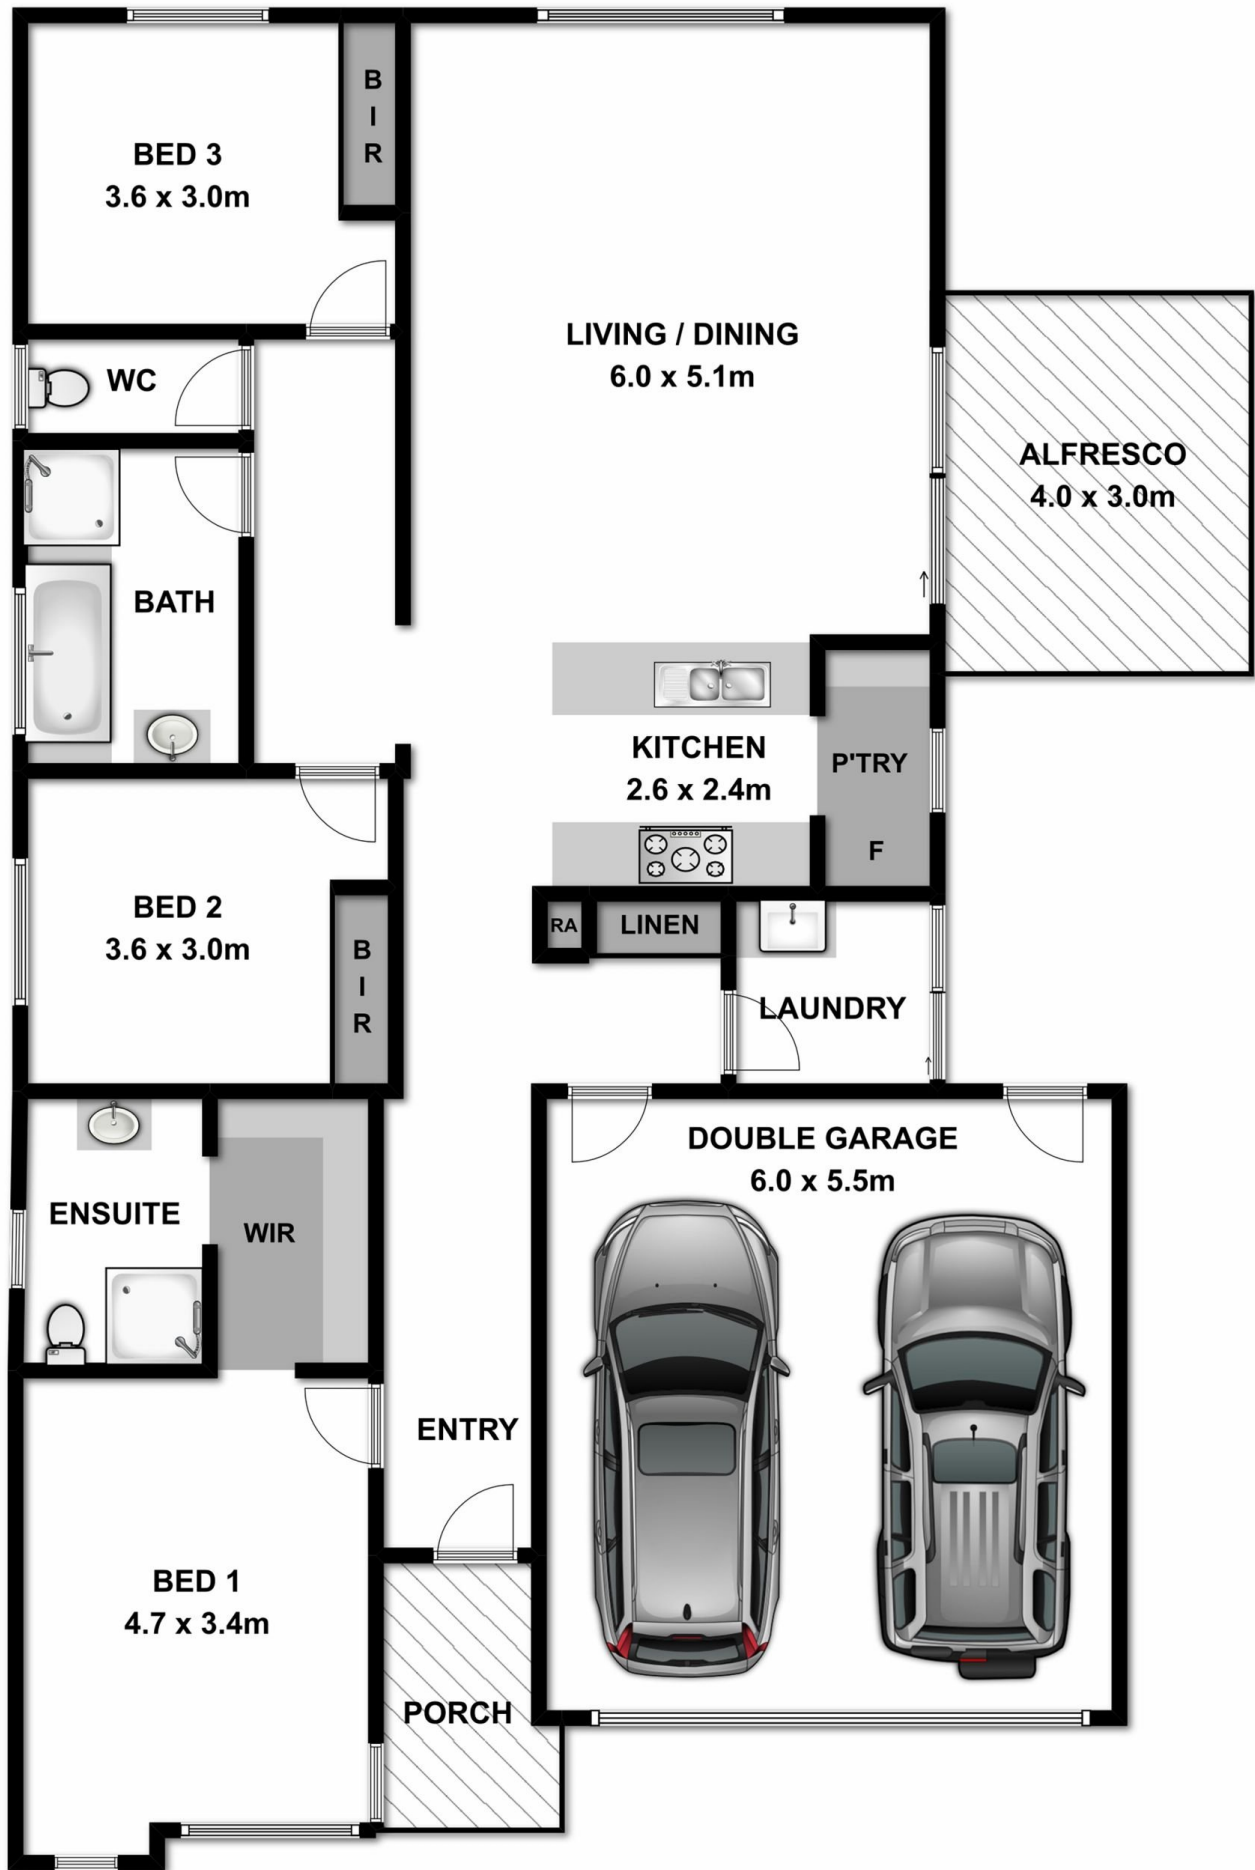 B
I
R
BED 3
3.6 x 3.0m
LIVING / DINING
6.0 x 5.1m
WC
ALFRESCO
4.0 x 3.0m
BATH
KITCHEN
2.6 x 2.4m
P'TRY
F
BED 2
3.6 x 3.0m
B
I
R
RA
LINEN
LAUNDRY
DOUBLE GARAGE
6.0 x 5.5m
ENSUITE
WIR
ENTRY
BED 1
4.7 x 3.4m
PORCH